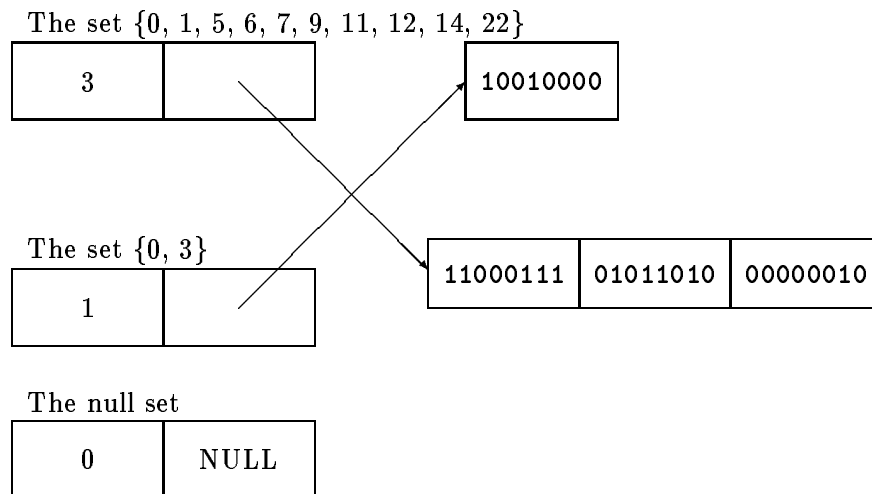 The set {0, 1, 5, 6, 7, 9, 11, 12, 14, 22}
3
10010000
The set {0, 3}
11000111 01011010 00000010
1
The null set
0 NULL